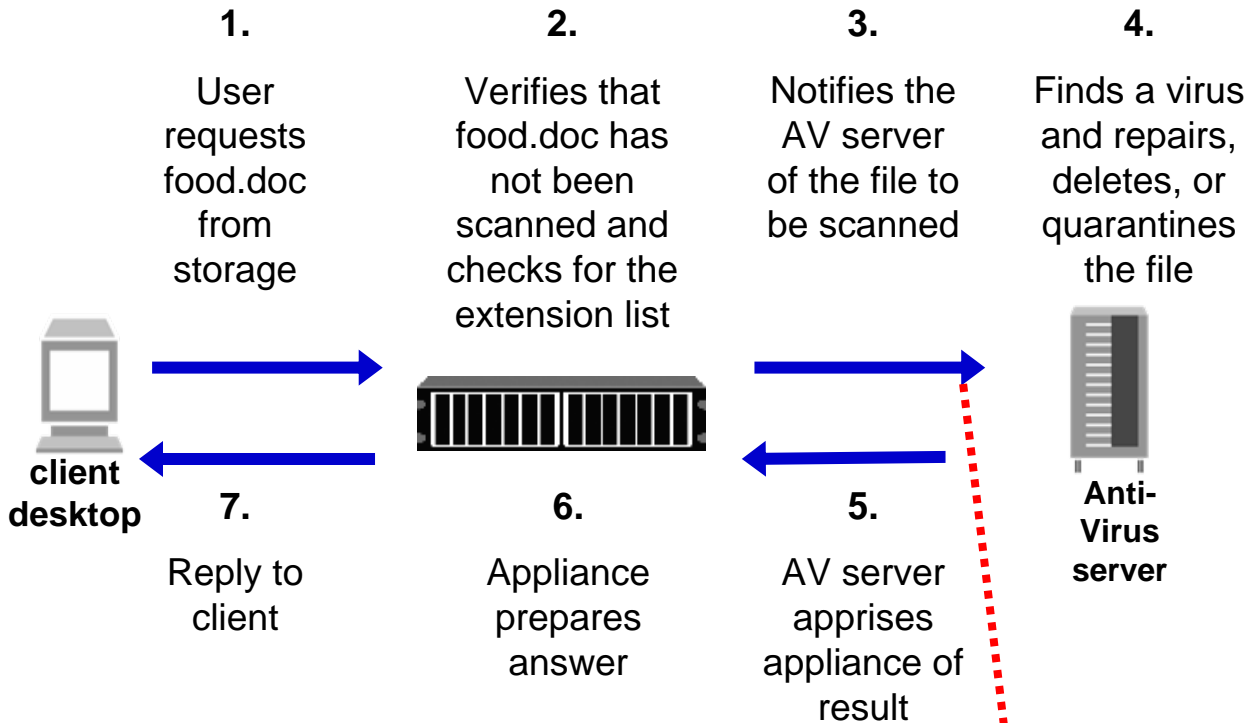 1.
User
requests
food.doc
from
storage
2.
Verifies that
food.doc has
not been
scanned and
checks for the
extension list
3.
Notifies the
AV server
of the file to
be scanned
4.
Finds a virus
and repairs,
deletes, or
quarantines
the file
client
desktop
Anti-
Virus
server
7.
Reply to
client
6.
Appliance
prepares
answer
5.
AV server
apprises
appliance of
result